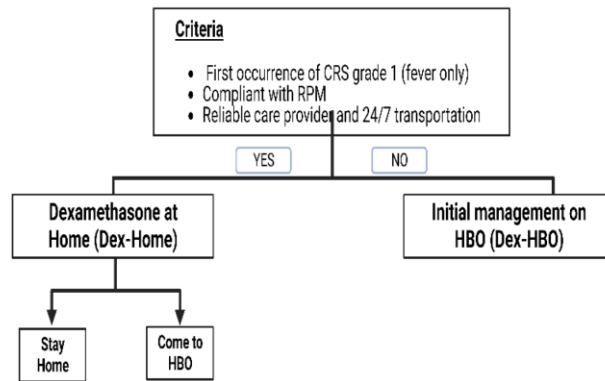 Criteria
• First occurrence of CRS grade 1 (fever only)
• Compliant with RPM
• Reliable care provider and 24/7 transportation
YES
NO
Dexamethasone at
Home (Dex-Home)
Initial management on
HBO (Dex-HBO)
Stay
Home
Come to
HBO